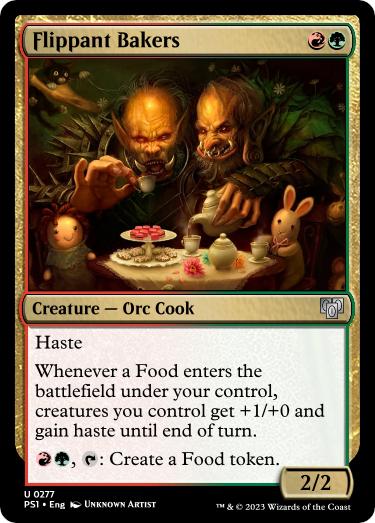 Flippant Bakers
Creature — Orc Cook
Haste
Whenever a Food enters the
battlefield under your control,
creatures you control get +1/+0 and
gain haste until end of turn.
, : Create a Food token.
2/2
U 0277
PS1 • Eng Unknown Artist
™ & © 2023 Wizards of the Coast